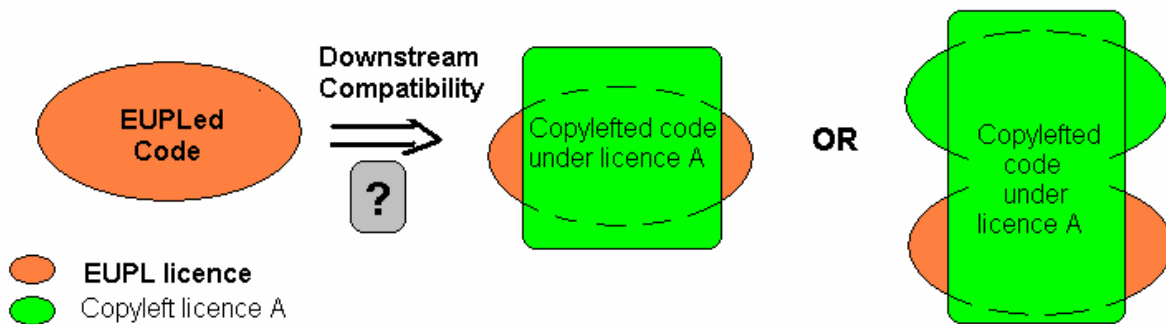 EUPLed
Code
Downstream
Compatibility
?
Copylefted code
under licence A
OR
Copylefted
code
under
licence A
EUPL licence
Copyleft licence A